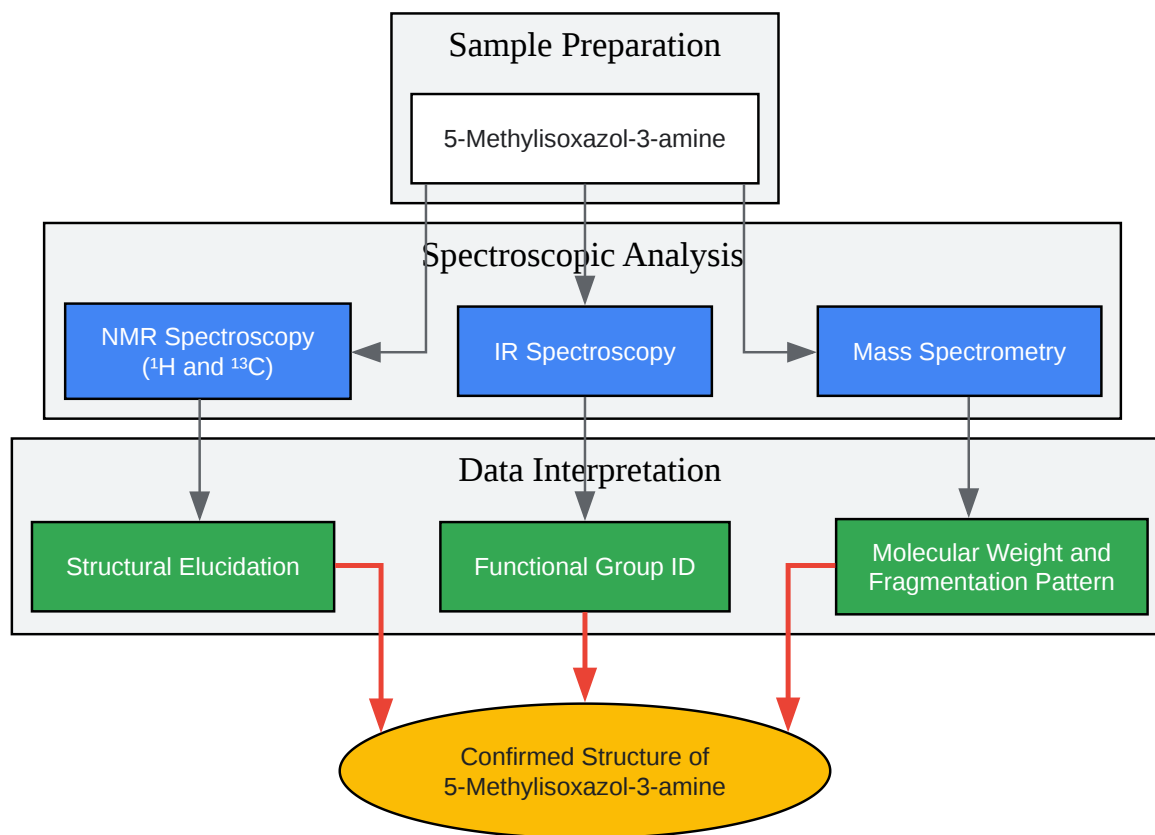 Sample Preparation
5-Methylisoxazol-3-amine
Spectroscopic Analysis
NMR Spectroscopy
(¹H and ¹³C)
IR Spectroscopy
Mass Spectrometry
Data Interpretation
Structural Elucidation
Functional Group ID
Molecular Weight and
Fragmentation Pattern
Confirmed Structure of
5-Methylisoxazol-3-amine